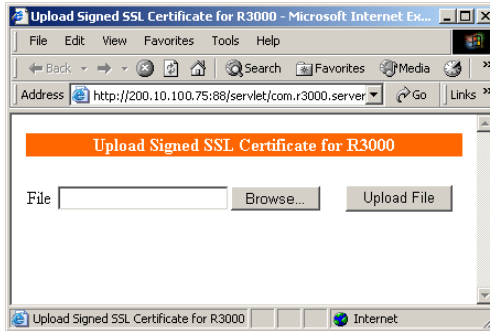 Upload Signed SSL Certificate for R3000 - Microsoft Internet Ex...
File Edit View Favorites Tools Help
Back Search Favorites Media »
Address http://200.10.100.75:88/servlet/com.r3000.server Go Links »
Upload Signed SSL Certificate for R3000
File Browse... Upload File
Upload Signed SSL Certificate for R3000 Internet